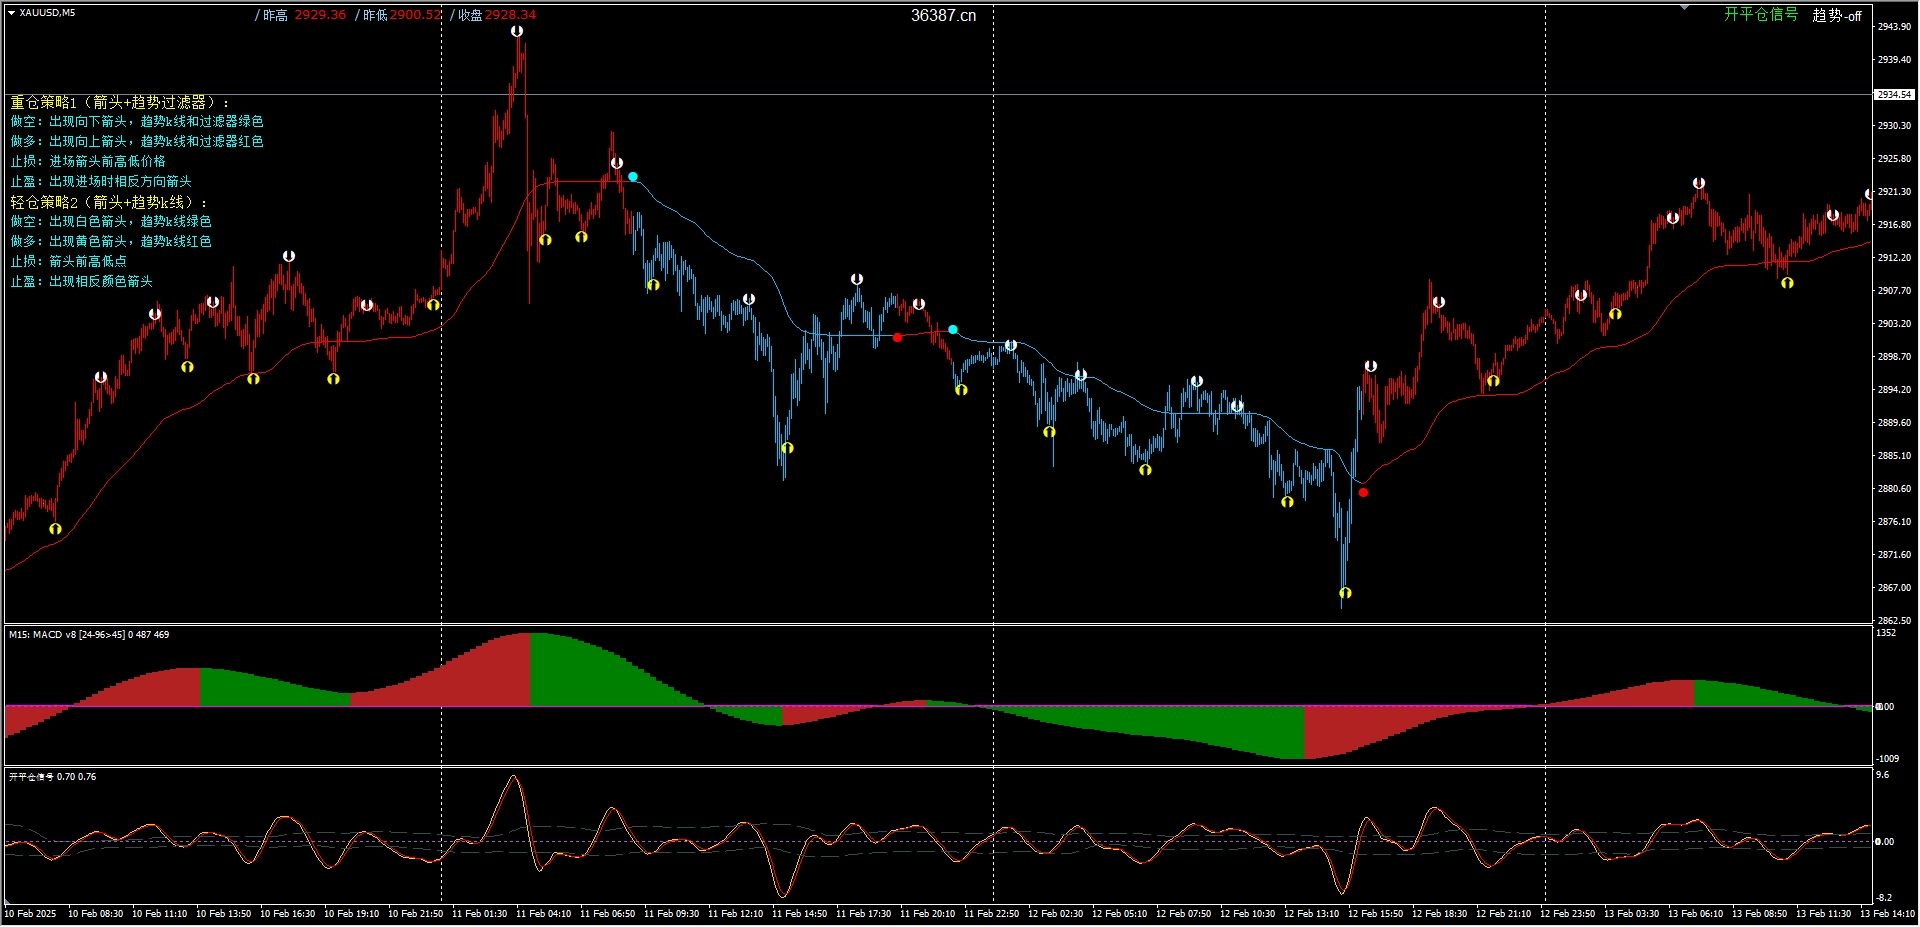 XAUUSD,M5
/昨高 2929.36 /昨低2900.52 /收盘2928.34
36387.cn
开平仓信号 趋势-off
重仓策略1（箭头+趋势过滤器）：
做空：出现向下箭头，趋势k线和过滤器绿色
做多：出现向上箭头，趋势k线和过滤器红色
止损：进场箭头前高低价格
止盈：出现进场时相反方向箭头
轻仓策略2（箭头+趋势k线）：
做空：出现白色箭头，趋势k线绿色
做多：出现黄色箭头，趋势k线红色
止损：箭头前高低点
止盈：出现相反颜色箭头
2943.90
2939.40
2934.54
2930.30
2925.80
2921.30
2916.80
2912.20
2907.70
2903.20
2898.70
2894.20
2889.60
2885.10
2880.60
2876.10
2871.60
2867.00
2862.50
M15: MACD v8 [24-96>45] 0 487 469
1352
0.00
-1009
开平仓信号 0.70 0.76
9.6
0.00
-8.2
10 Feb 2025
10 Feb 08:30
10 Feb 11:10
10 Feb 13:50
10 Feb 16:30
10 Feb 19:10
10 Feb 21:50
11 Feb 01:30
11 Feb 04:10
11 Feb 06:50
11 Feb 09:30
11 Feb 12:10
11 Feb 14:50
11 Feb 17:30
11 Feb 20:10
11 Feb 22:50
12 Feb 02:30
12 Feb 05:10
12 Feb 07:50
12 Feb 10:30
12 Feb 13:10
12 Feb 15:50
12 Feb 18:30
12 Feb 21:10
12 Feb 23:50
13 Feb 03:30
13 Feb 06:10
13 Feb 08:50
13 Feb 11:30
13 Feb 14:10